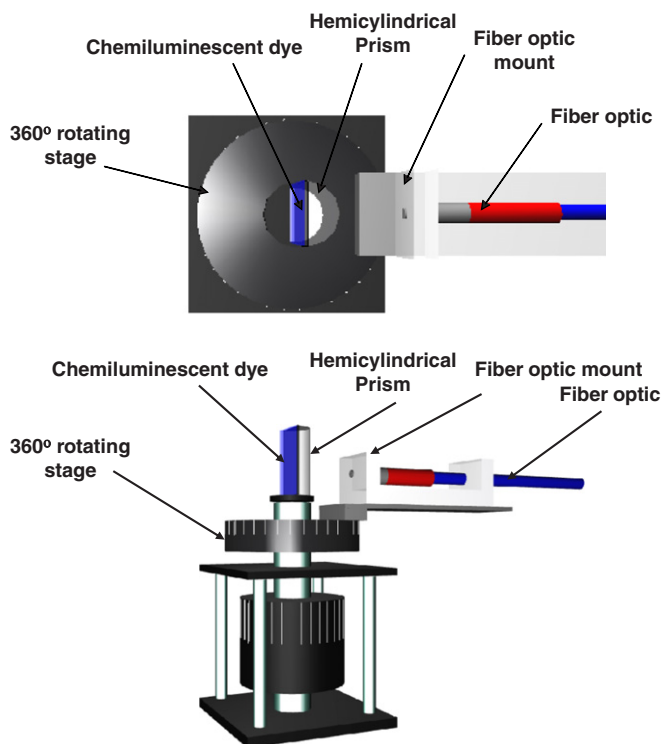 Hemicylindrical
Prism
Chemiluminescent dye
Fiber optic
mount
Fiber optic
360º rotating
stage
Hemicylindrical
Prism
Chemiluminescent dye
Fiber optic mount
Fiber optic
360º rotating
stage